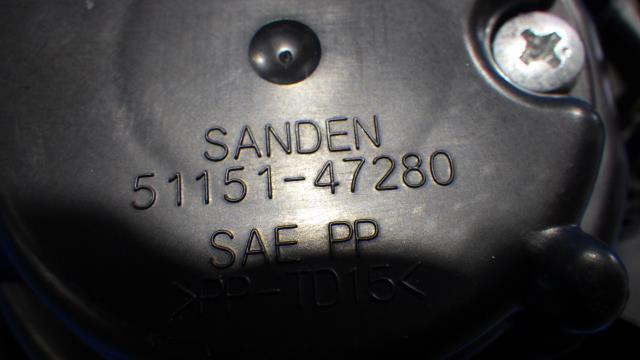 SANDEN
51151-47280
SAE PP
>PP-TD15<